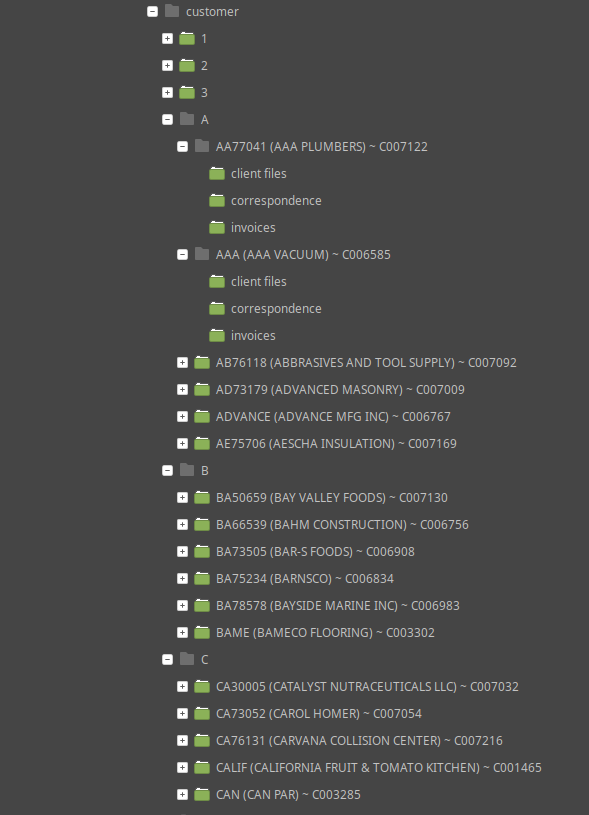 customer
1
2
3
A
AA77041 (AAA PLUMBERS) ~ C007122
client files
correspondence
invoices
AAA (AAA VACUUM) ~ C006585
client files
correspondence
invoices
AB76118 (ABBRASIVES AND TOOL SUPPLY) ~ C007092
AD73179 (ADVANCED MASONRY) ~ C007009
ADVANCE (ADVANCE MFG INC) ~ C006767
AE75706 (AESCHA INSULATION) ~ C007169
B
BA50659 (BAY VALLEY FOODS) ~ C007130
BA66539 (BAHM CONSTRUCTION) ~ C006756
BA73505 (BAR-S FOODS) ~ C006908
BA75234 (BARNSCO) ~ C006834
BA78578 (BAYSIDE MARINE INC) ~ C006983
BAME (BAMECO FLOORING) ~ C003302
C
CA30005 (CATALYST NUTRACEUTICALS LLC) ~ C007032
CA73052 (CAROL HOMER) ~ C007054
CA76131 (CARVANA COLLISION CENTER) ~ C007216
CALIF (CALIFORNIA FRUIT & TOMATO KITCHEN) ~ C001465
CAN (CAN PAR) ~ C003285